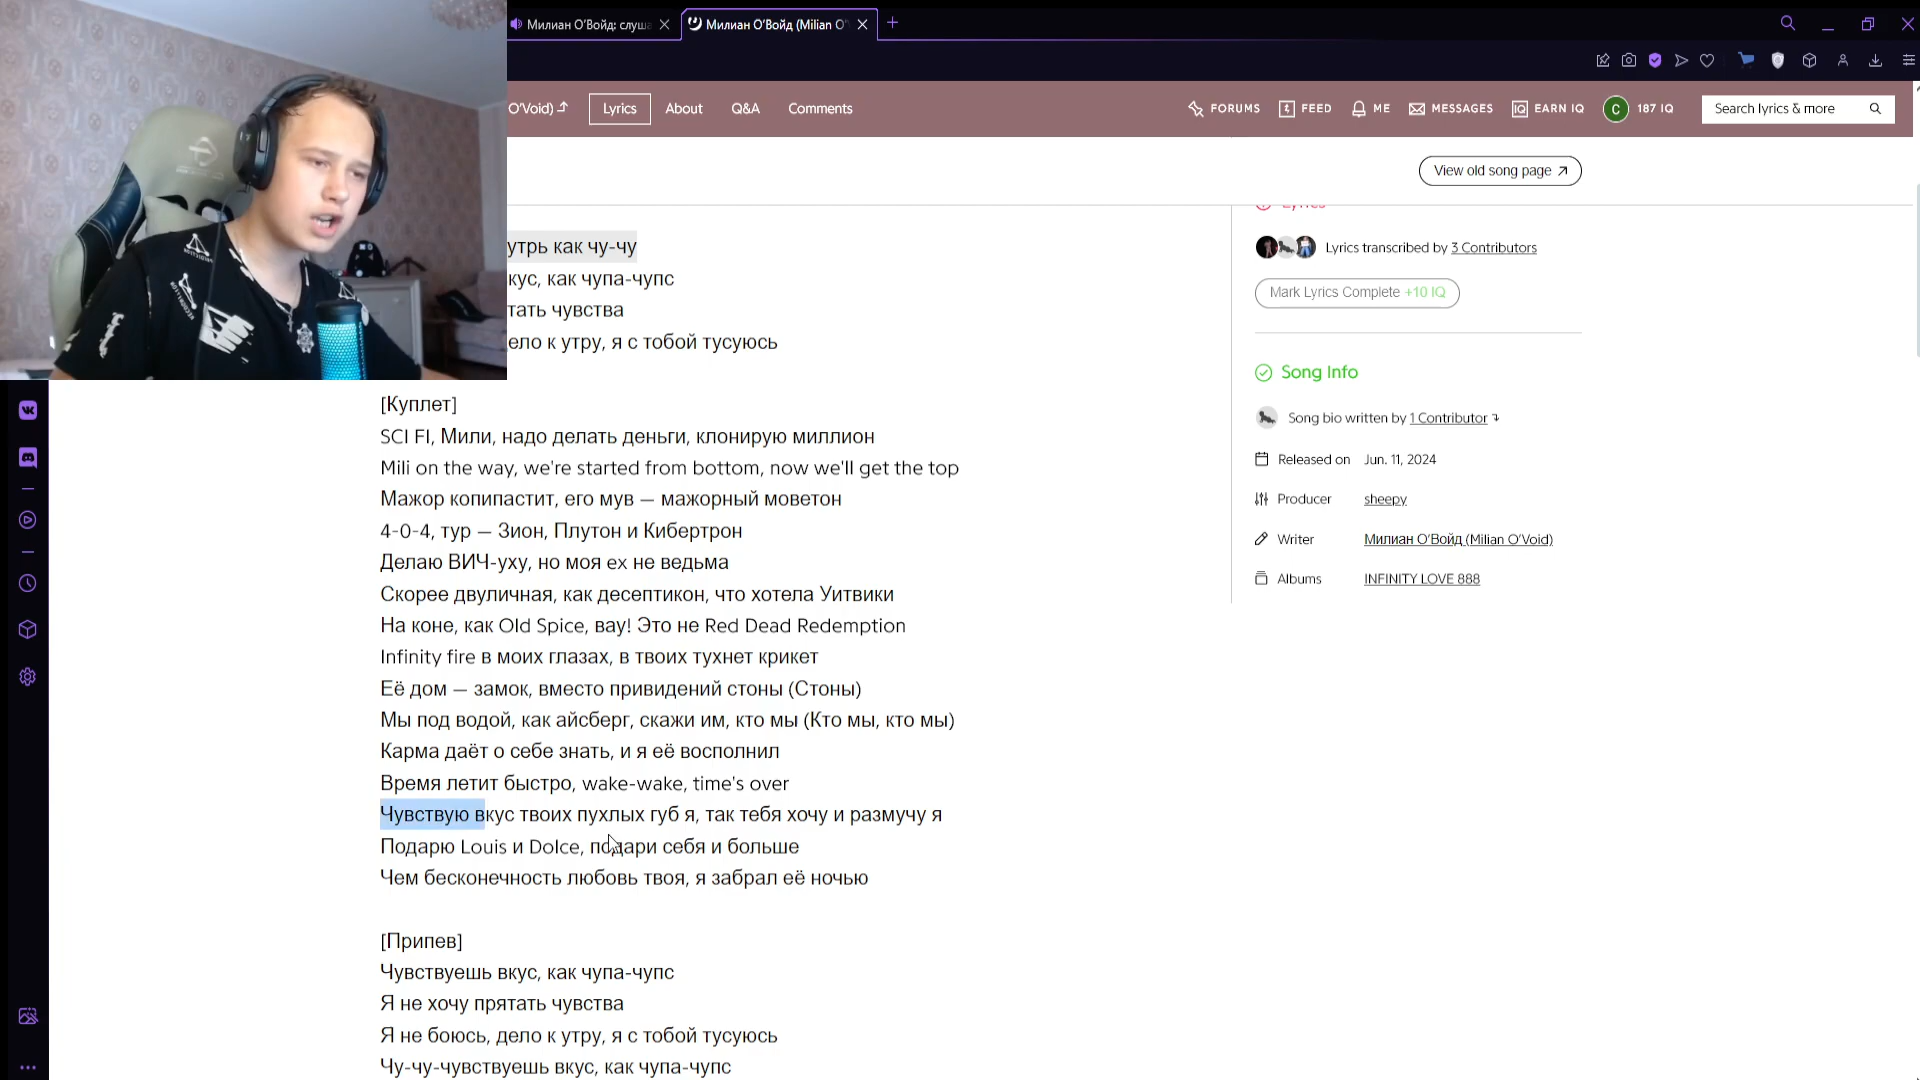 Милиан О'Войд: слуша
Милиан О'Войд (Milian O'
O'Void)
Lyrics
About
Q&A
Comments
FORUMS
FEED
ME
MESSAGES
EARN IQ
C
187 IQ
Search lyrics & more
View old song page
Lyrics
утрь как чу-чу
кус, как чупа-чупс
тать чувства
ело к утру, я с тобой тусуюсь
Lyrics transcribed by 3 Contributors
Mark Lyrics Complete +10 IQ
Song Info
Song bio written by 1 Contributor
Released on Jun. 11, 2024
Producer sheepy
Writer Милиан О'Войд (Milian O'Void)
Albums INFINITY LOVE 888
[Куплет]
SCI FI, Мили, надо делать деньги, клонирую миллион
Mili on the way, we're started from bottom, now we'll get the top
Мажор копипастит, его мув — мажорный моветон
4-0-4, тур — Зион, Плутон и Кибертрон
Делаю ВИЧ-уху, но моя ex не ведьма
Скорее двуличная, как десептикон, что хотела Уитвики
На коне, как Old Spice, вау! Это не Red Dead Redemption
Infinity fire в моих глазах, в твоих тухнет крикет
Её дом — замок, вместо привидений стоны (Стоны)
Мы под водой, как айсберг, скажи им, кто мы (Кто мы, кто мы)
Карма даёт о себе знать, и я её восполнил
Время летит быстро, wake-wake, time's over
Чувствую вкус твоих пухлых губ я, так тебя хочу и размучу я
Подарю Louis и Dolce, подари себя и больше
Чем бесконечность любовь твоя, я забрал её ночью
[Припев]
Чувствуешь вкус, как чупа-чупс
Я не хочу прятать чувства
Я не боюсь, дело к утру, я с тобой тусуюсь
Чу-чу-чувствуешь вкус, как чупа-чупс